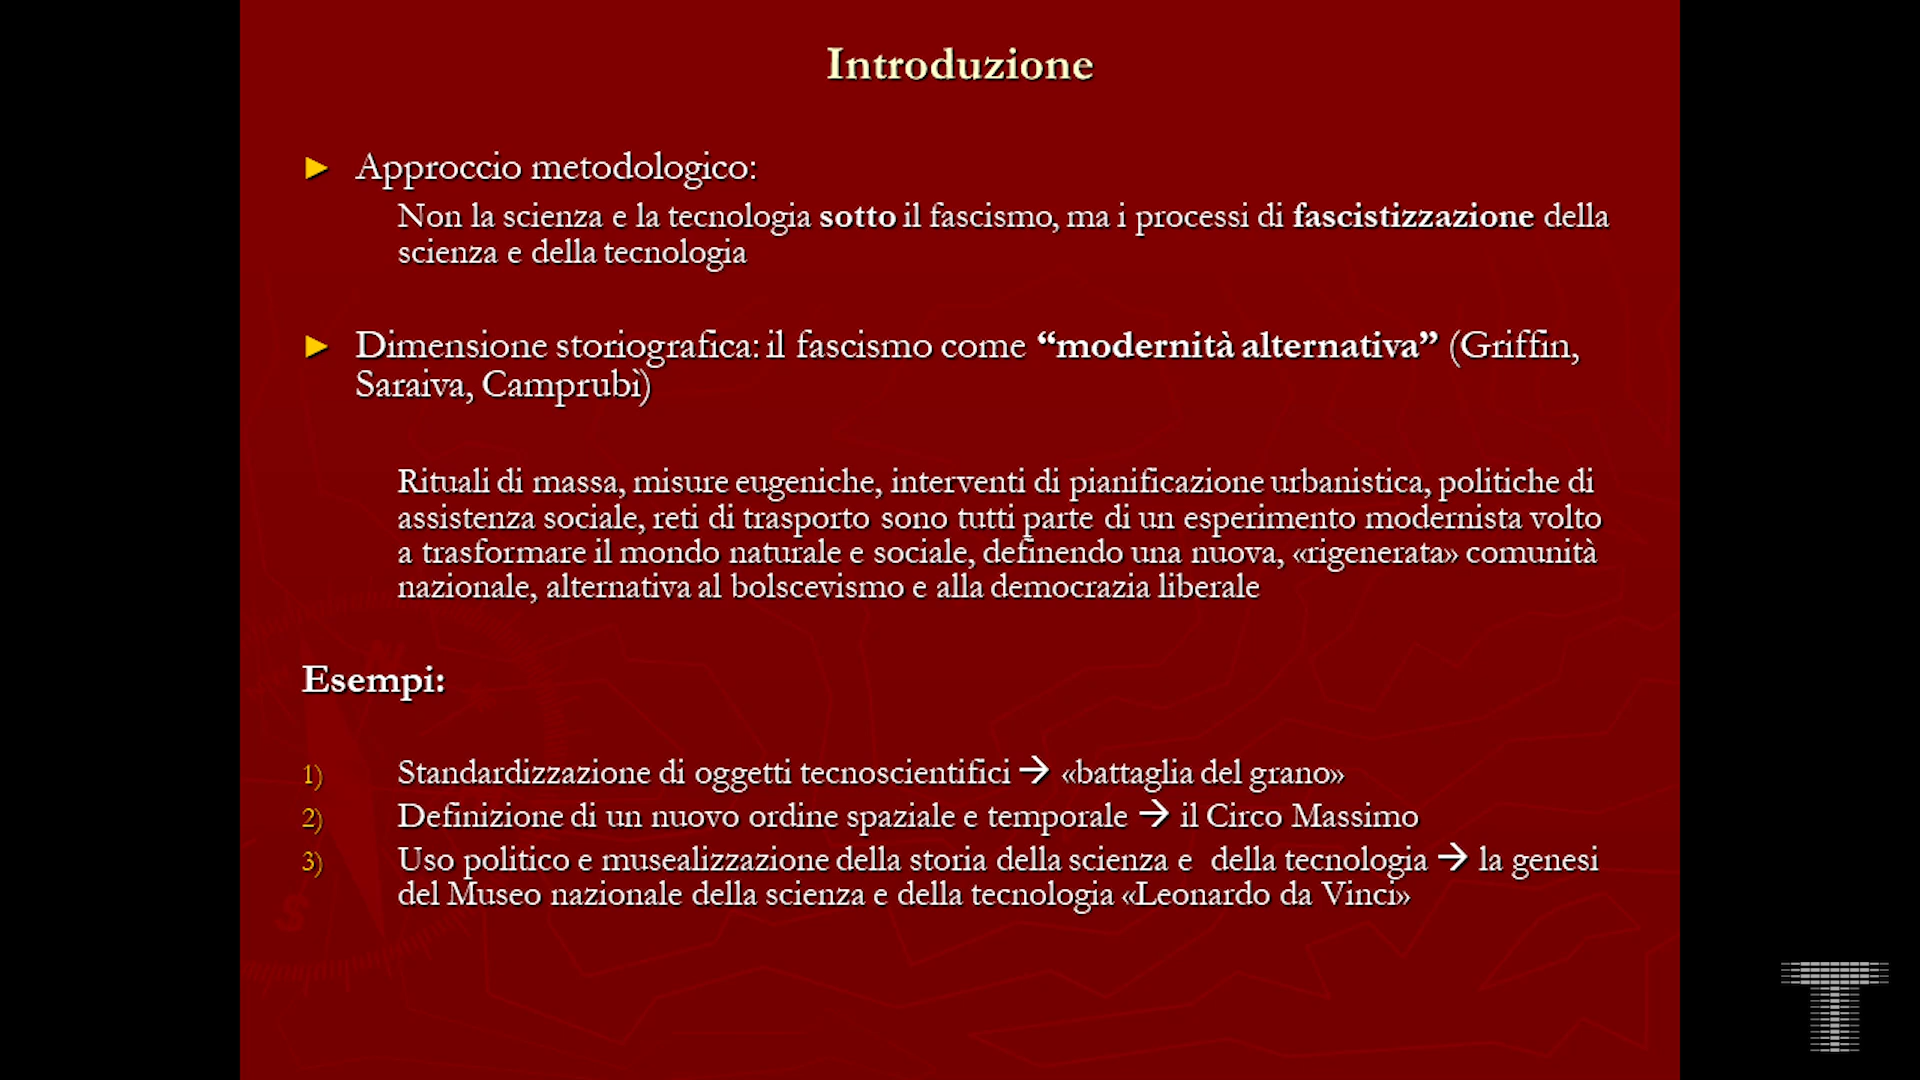 Introduzione
► Approccio metodologico:
Non la scienza e la tecnologia sotto il fascismo, ma i processi di fascistizzazione della
scienza e della tecnologia
► Dimensione storiografica: il fascismo come “modernità alternativa” (Griffin,
Saraiva, Camprubì)
Rituali di massa, misure eugeniche, interventi di pianificazione urbanistica, politiche di
assistenza sociale, reti di trasporto sono tutti parte di un esperimento modernista volto
a trasformare il mondo naturale e sociale, definendo una nuova, «rigenerata» comunità
nazionale, alternativa al bolscevismo e alla democrazia liberale
Esempi:
1) Standardizzazione di oggetti tecnoscientifici → «battaglia del grano»
2) Definizione di un nuovo ordine spaziale e temporale → il Circo Massimo
3) Uso politico e musealizzazione della storia della scienza e della tecnologia → la genesi
del Museo nazionale della scienza e della tecnologia «Leonardo da Vinci»
N
S
T